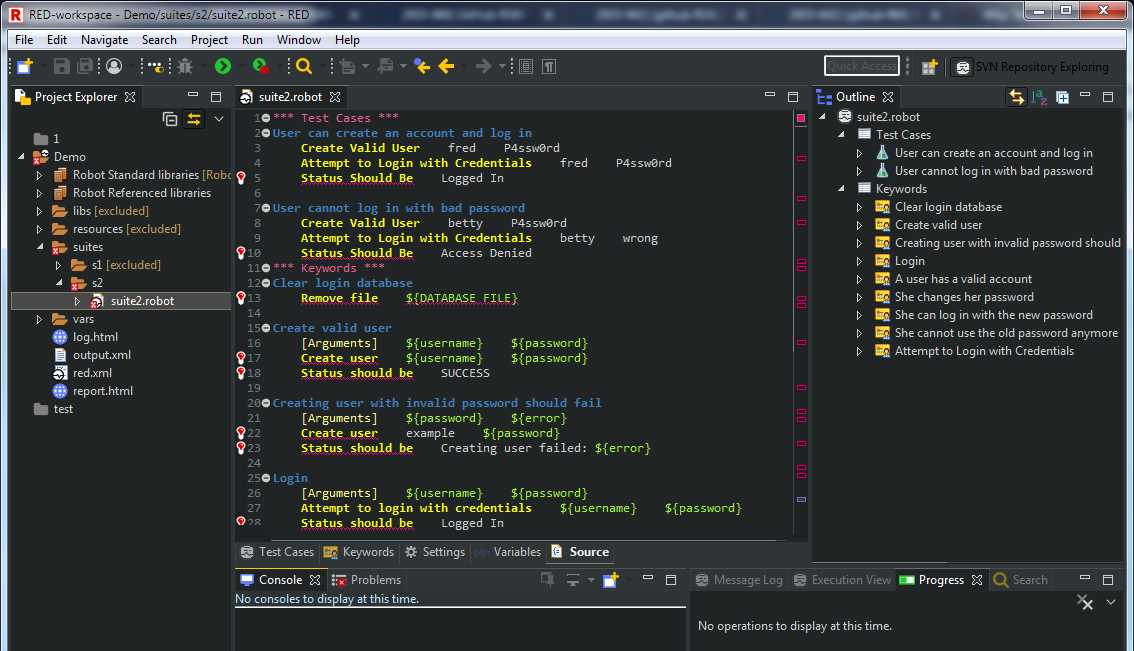 RED-workspace - Demo/suites/s2/suite2.robot - RED
File Edit Navigate Search Project Run Window Help
Quick Access
SVN Repository Exploring
Project Explorer
1
Demo
Robot Standard libraries [Robo
Robot Referenced libraries
libs [excluded]
resources [excluded]
suites
s1 [excluded]
s2
suite2.robot
vars
log.html
output.xml
red.xml
report.html
test
suite2.robot
1 *** Test Cases ***
2 User can create an account and log in
3 Create Valid User fred P4ssw0rd
4 Attempt to Login with Credentials fred P4ssw0rd
5 Status Should Be Logged In
6
7 User cannot log in with bad password
8 Create Valid User betty P4ssw0rd
9 Attempt to Login with Credentials betty wrong
10 Status Should Be Access Denied
11 *** Keywords ***
12 Clear login database
13 Remove file ${DATABASE FILE}
14
15 Create valid user
16 [Arguments] ${username} ${password}
17 Create user ${username} ${password}
18 Status should be SUCCESS
19
20 Creating user with invalid password should fail
21 [Arguments] ${password} ${error}
22 Create user example ${password}
23 Status should be Creating user failed: ${error}
24
25 Login
26 [Arguments] ${username} ${password}
27 Attempt to login with credentials ${username} ${password}
28 Status should be Logged In
Test Cases Keywords Settings Variables Source
Outline
suite2.robot
Test Cases
User can create an account and log in
User cannot log in with bad password
Keywords
Clear login database
Create valid user
Creating user with invalid password should
Login
A user has a valid account
She changes her password
She can log in with the new password
She cannot use the old password anymore
Attempt to Login with Credentials
Console Problems
No consoles to display at this time.
Message Log Execution View Progress Search
No operations to display at this time.